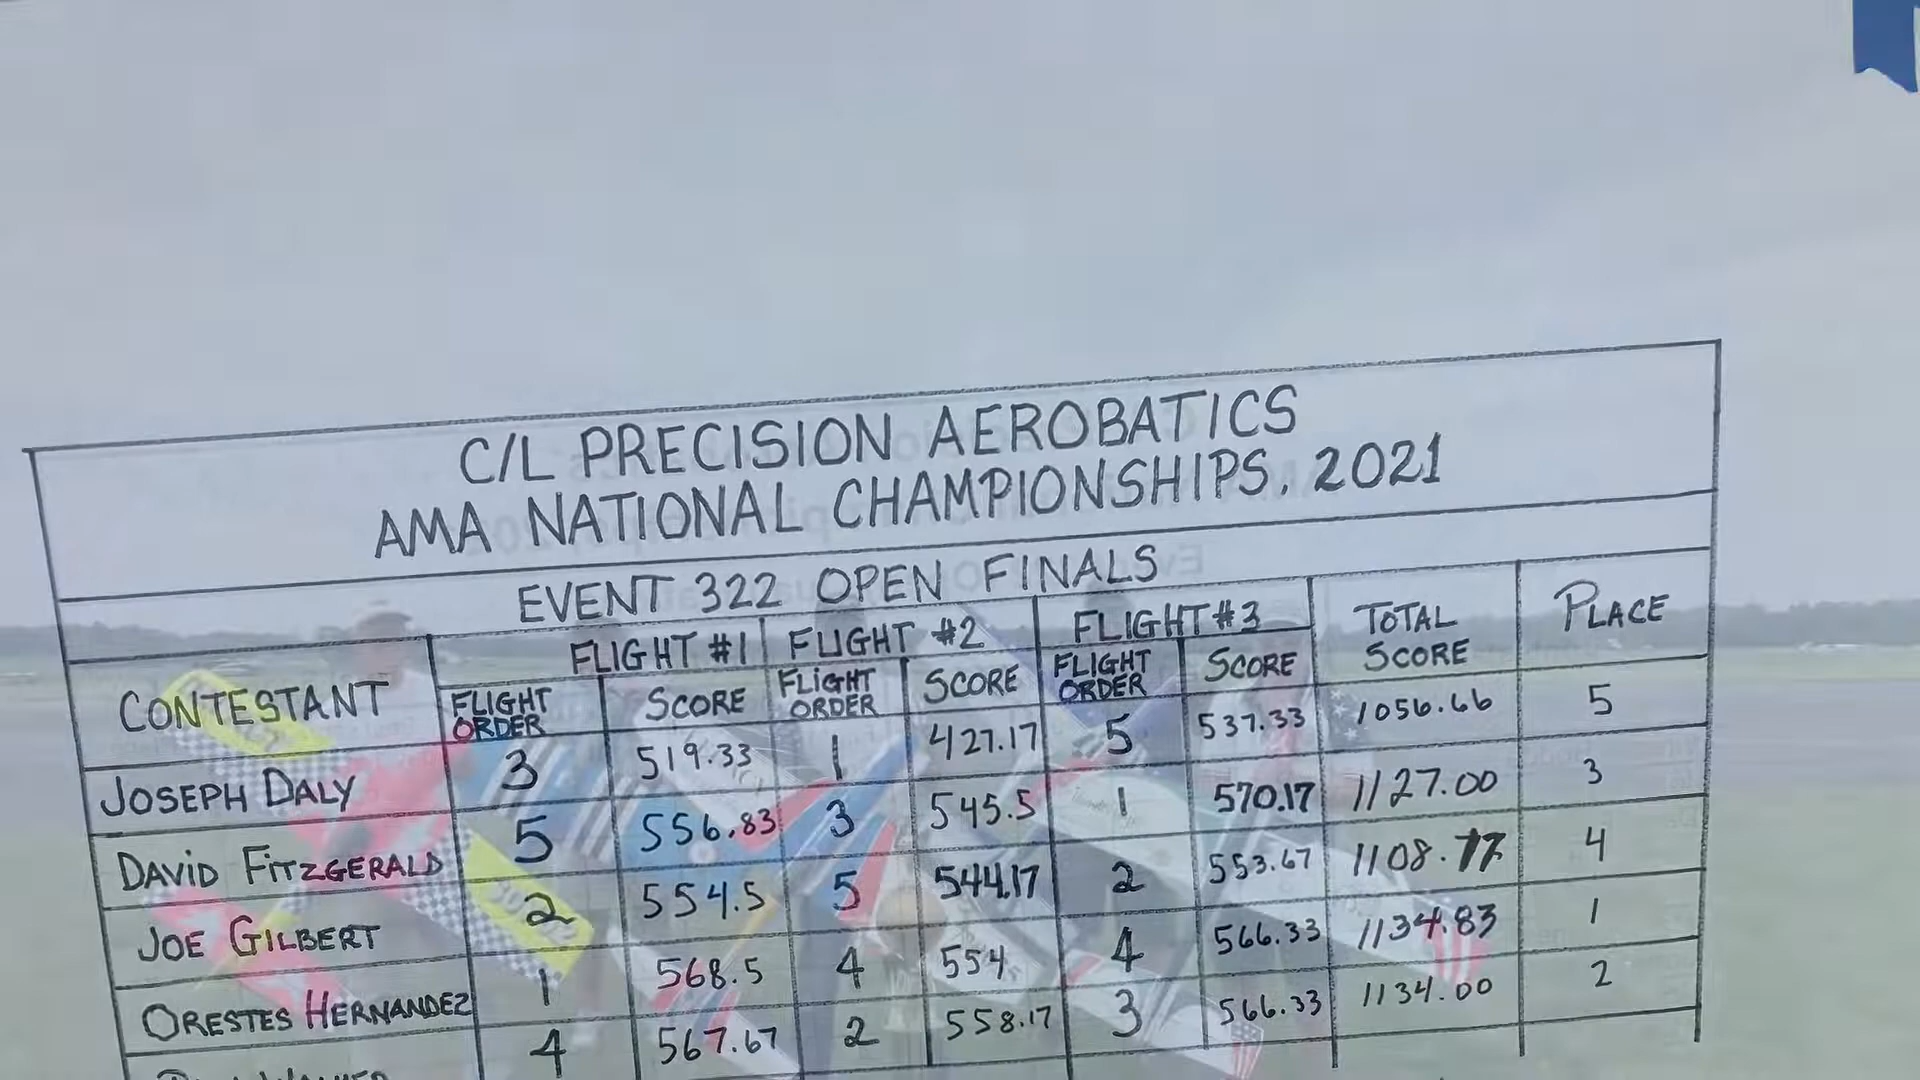 C/L PRECISION AEROBATICS
AMA NATIONAL CHAMPIONSHIPS, 2021
EVENT 322 OPEN FINALS
CONTESTANT FLIGHT #1 FLIGHT #2 FLIGHT #3 TOTAL SCORE PLACE
FLIGHT ORDER SCORE FLIGHT ORDER SCORE FLIGHT ORDER SCORE
JOSEPH DALY 3 519.33 1 427.17 5 537.33 1056.66 5
DAVID FITZGERALD 5 556.83 3 545.5 1 570.17 1127.00 3
JOE GILBERT 2 554.5 5 544.17 2 553.67 1108.17 4
ORESTES HERNANDEZ 1 568.5 4 554 4 566.33 1134.83 1
4 567.67 2 558.17 3 566.33 1134.00 2